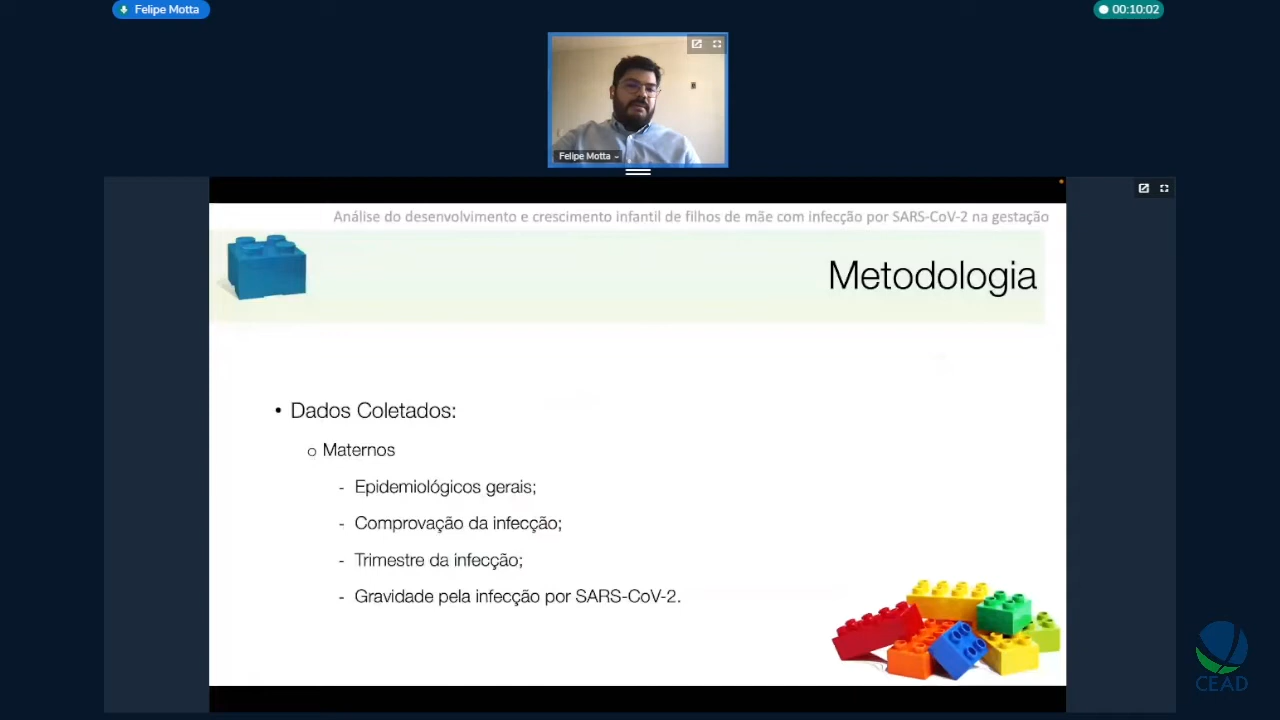 Felipe Motta
00:10:02
Felipe Motta
Análise do desenvolvimento e crescimento infantil de filhos de mãe com infecção por SARS-CoV-2 na gestação
Metodologia
• Dados Coletados:
o Maternos
- Epidemiológicos gerais;
- Comprovação da infecção;
- Trimestre da infecção;
- Gravidade pela infecção por SARS-CoV-2.
CEAD